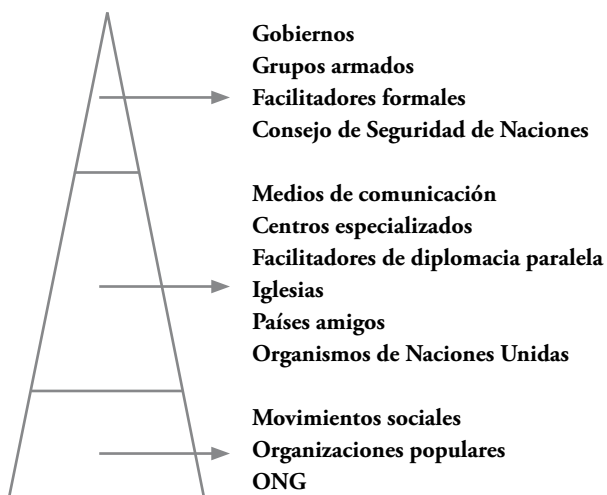 Gobiernos
Grupos armados
Facilitadores formales
Consejo de Seguridad de Naciones
Medios de comunicación
Centros especializados
Facilitadores de diplomacia paralela
Iglesias
Países amigos
Organismos de Naciones Unidas
Movimientos sociales
Organizaciones populares
ONG